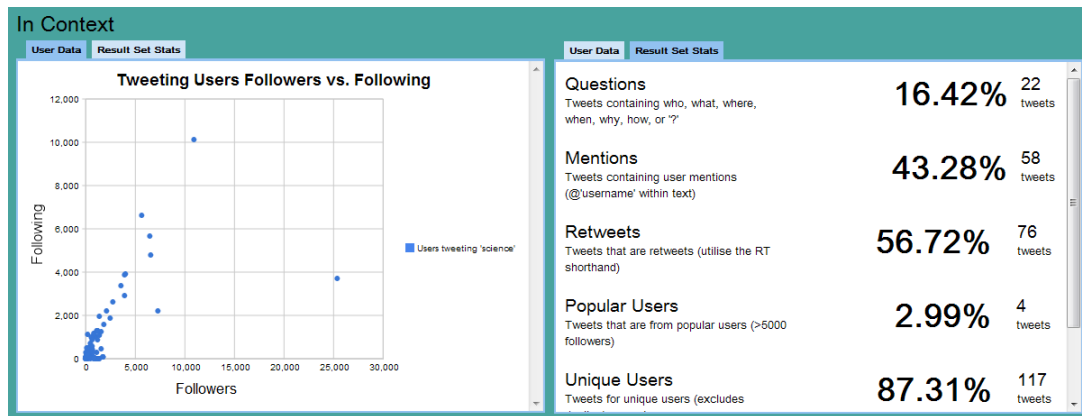 In Context
User Data Result Set Stats
Tweeting Users Followers vs. Following
12,000
10,000
8,000
6,000
4,000
2,000
0
Following
0 5,000 10,000 15,000 20,000 25,000 30,000
Followers
Users tweeting 'science'
User Data Result Set Stats
Questions 16.42% 22
Tweets containing who, what, where, tweets
when, why, how, or '?'
Mentions 43.28% 58
Tweets containing user mentions tweets
(@'username' within text)
Retweets 56.72% 76
Tweets that are retweets (utilise the RT tweets
shorthand)
Popular Users 2.99% 4
Tweets that are from popular users (>5000 tweets
followers)
Unique Users 87.31% 117
Tweets for unique users (excludes tweets